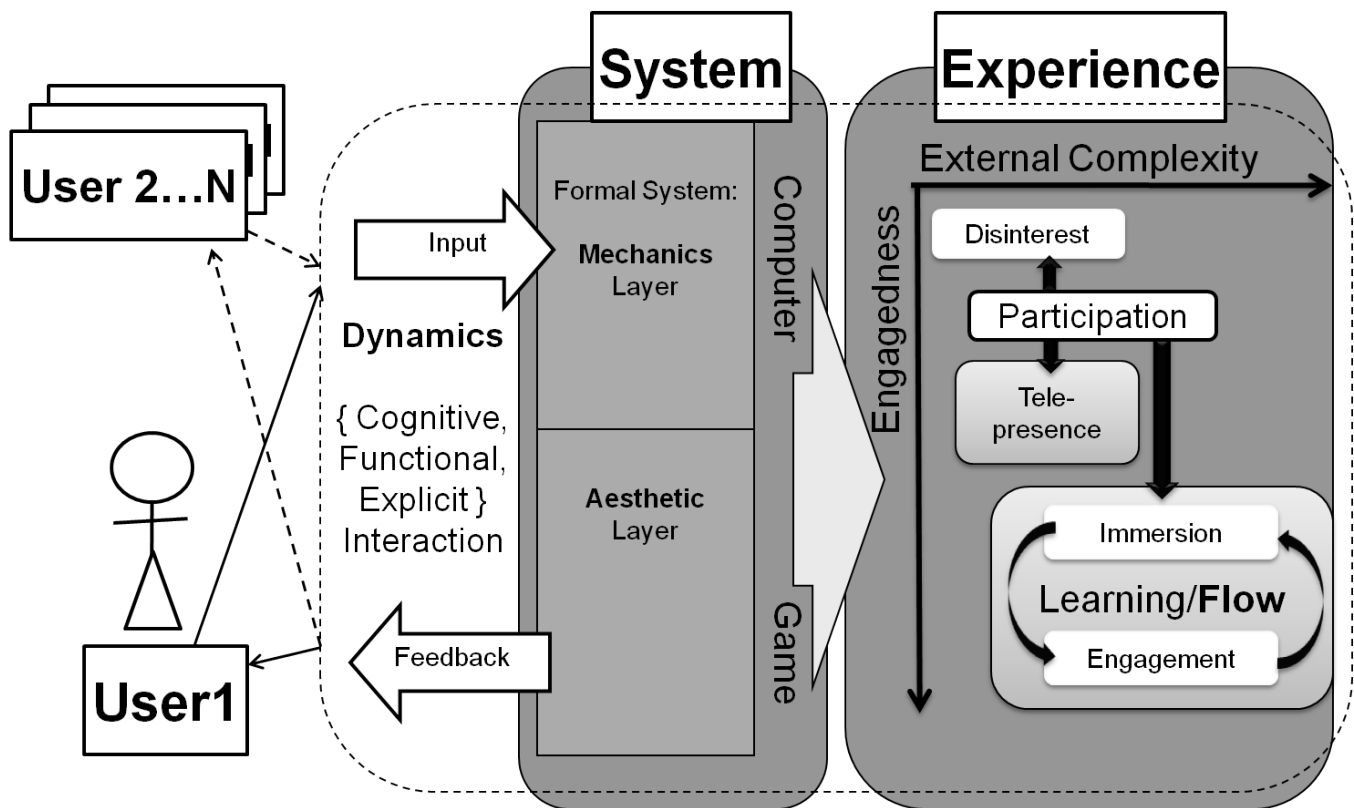 System
Experience
User 2…N
External Complexity
Engagedness
Formal System:
Mechanics
Layer
Computer
Game
Input
Dynamics
{ Cognitive,
Functional,
Explicit }
Interaction
Aesthetic
Layer
Feedback
User1
Disinterest
Participation
Tele-
presence
Immersion
Learning/Flow
Engagement